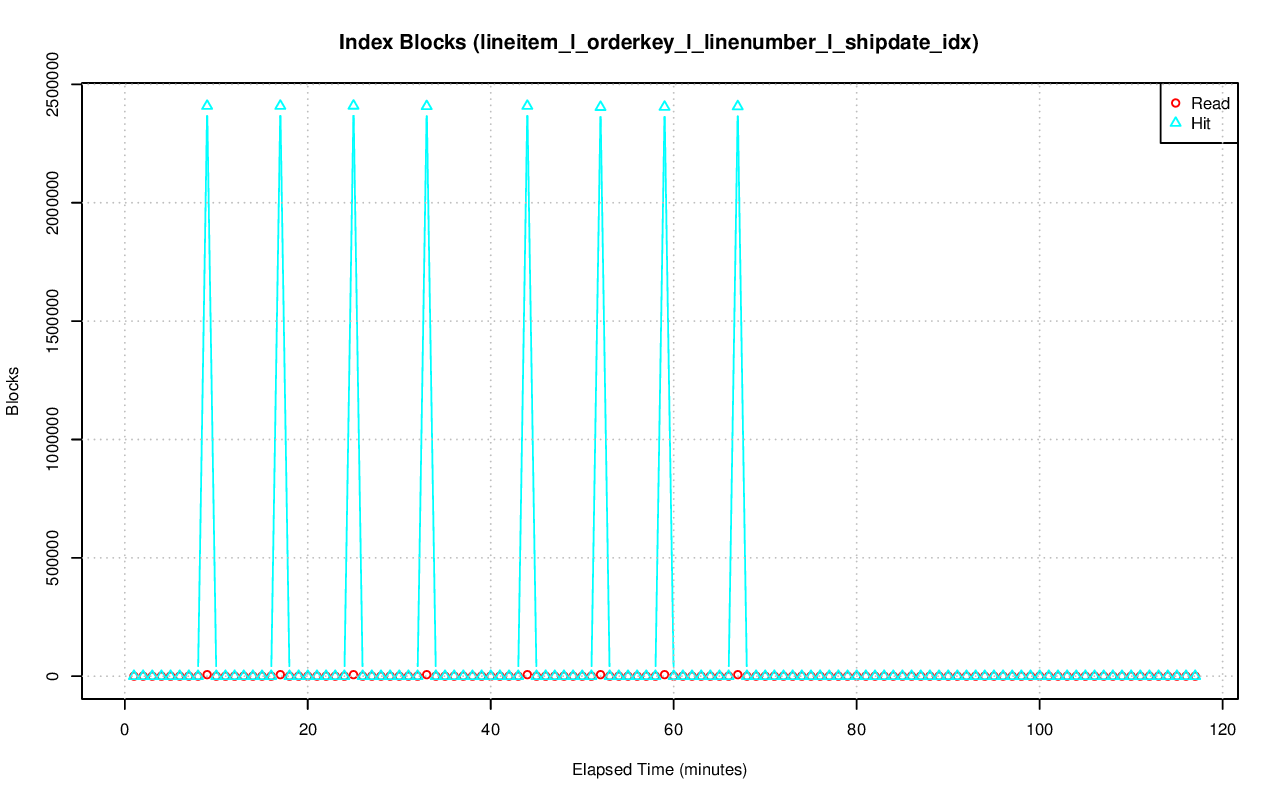 Index Blocks (lineitem_l_orderkey_l_linenumber_l_shipdate_idx)
Read
Hit
Blocks
2500000
2000000
1500000
1000000
500000
0
0 20 40 60 80 100 120
Elapsed Time (minutes)